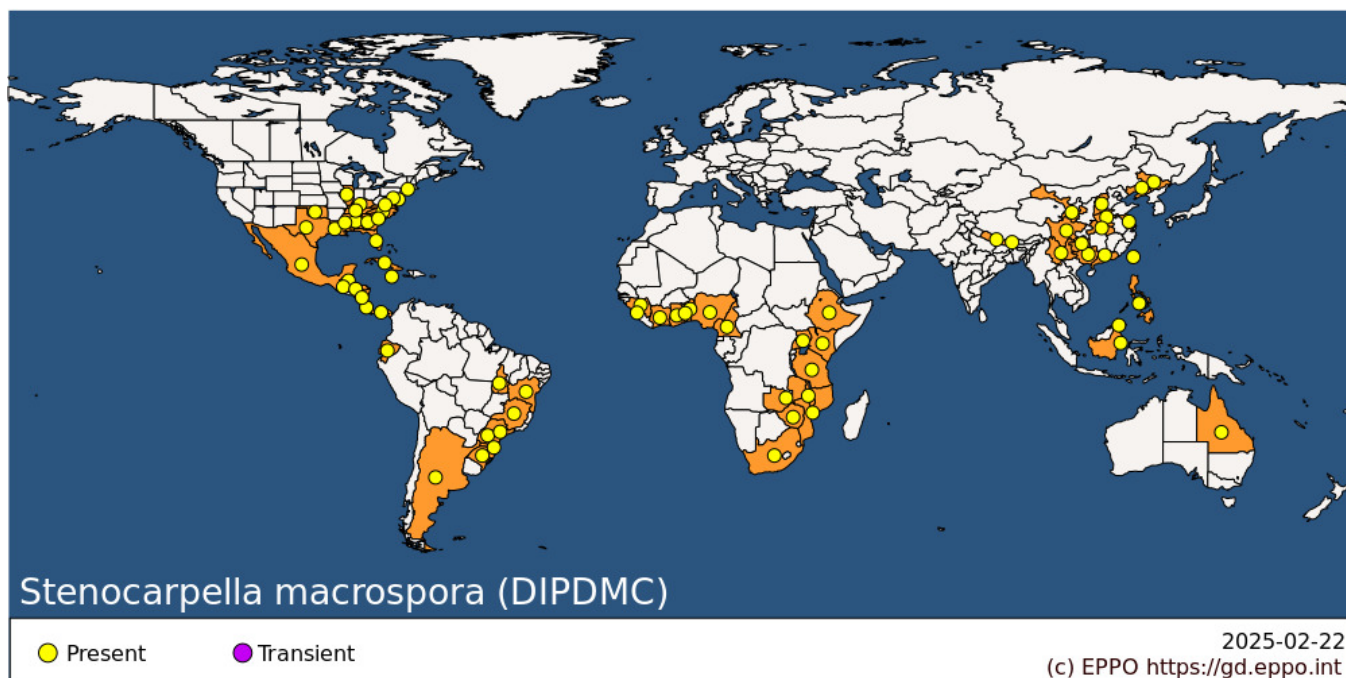 Stenocarpella macrospora (DIPDMC)
Present
Transient
2025-02-22
(c) EPPO https://gd.eppo.int